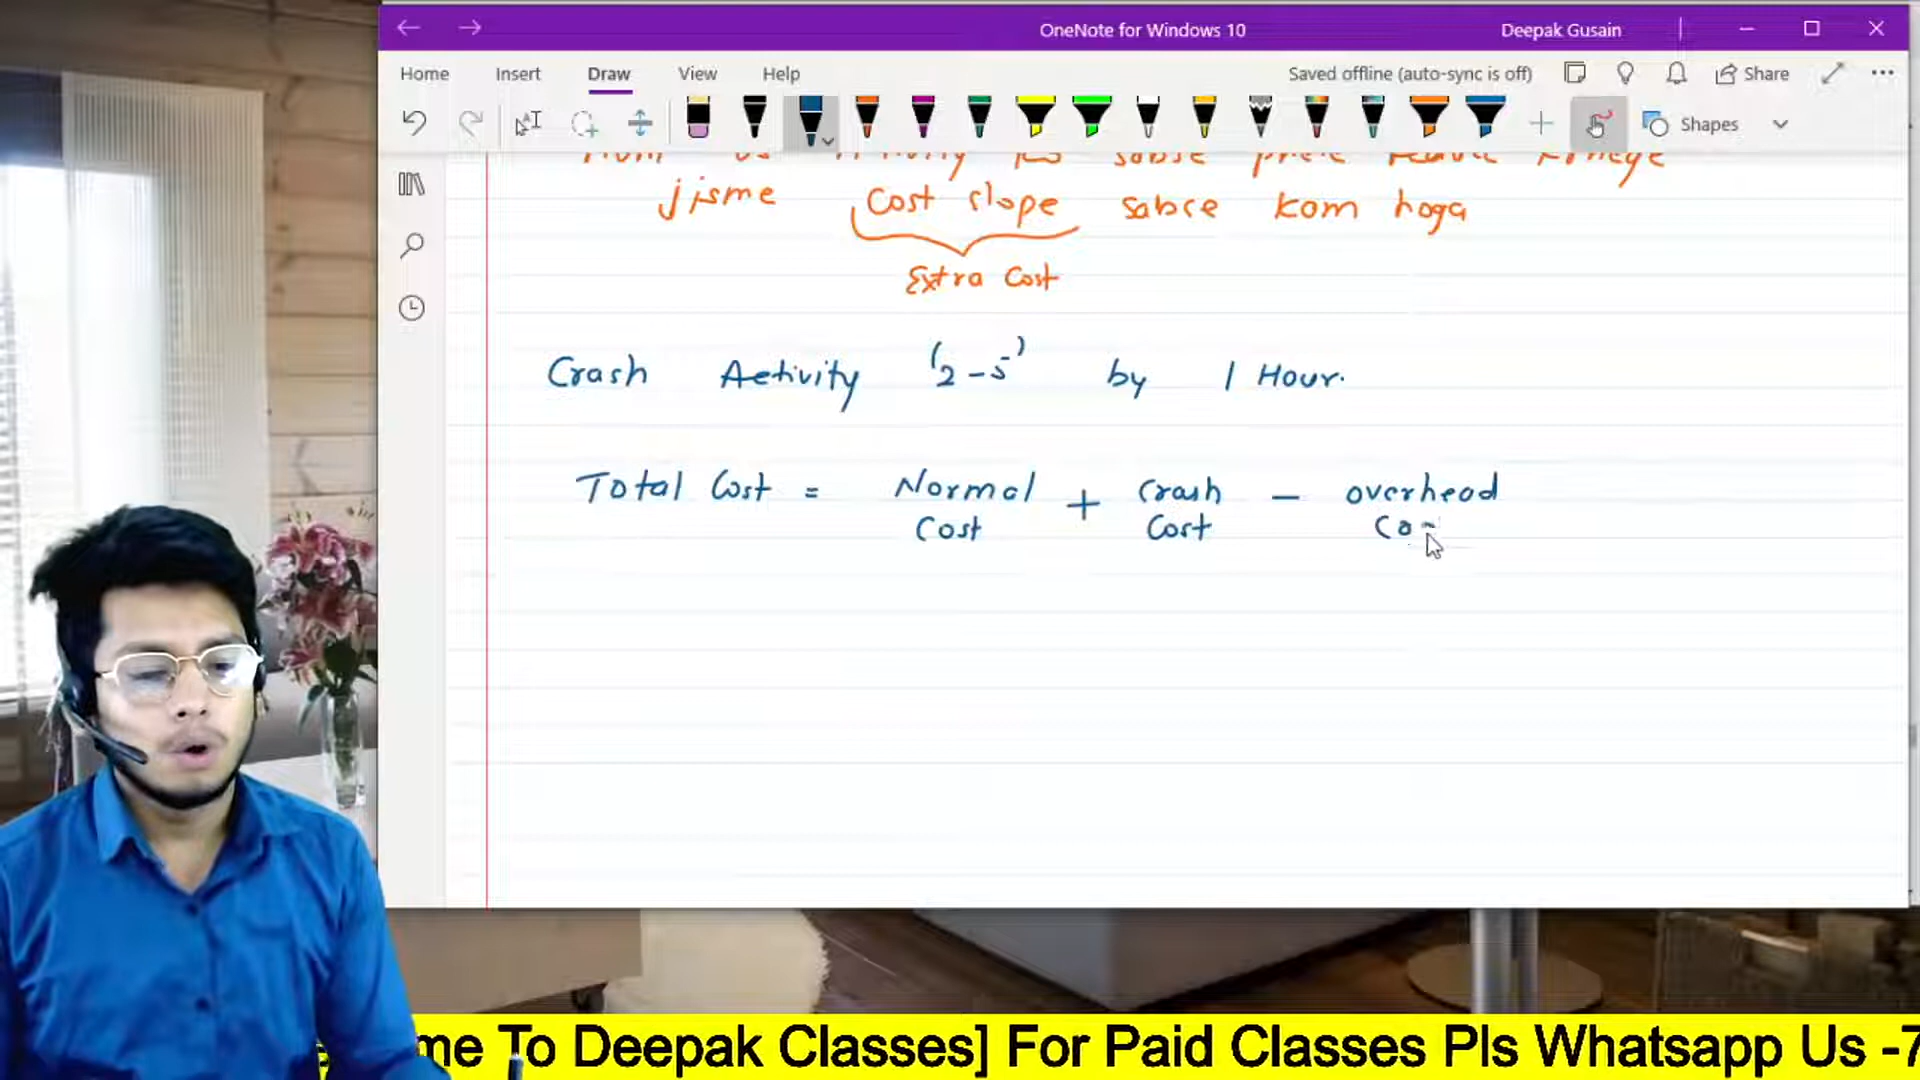 OneNote for Windows 10
Deepak Gusain
Home Insert Draw View Help
Saved offline (auto-sync is off)
Share
Shapes
sabse
jisme cost slope sabse kam hoga
Extra Cost
Crash Activity (2-5) by 1 Hour.
Total Cost = Normal Cost + Crash Cost - overhead Co
me To Deepak Classes] For Paid Classes Pls Whatsapp Us -7